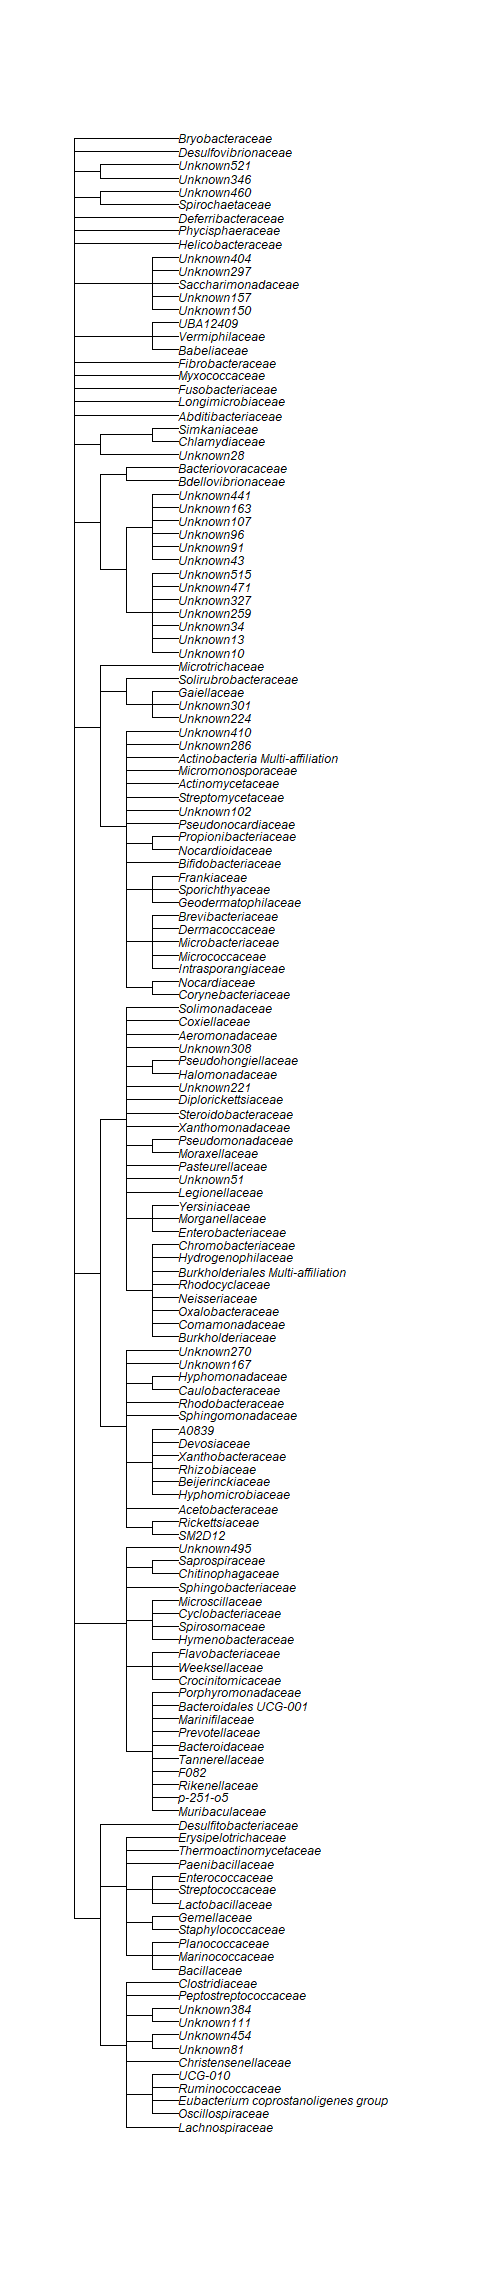 Bryobacteraceae
Desulfovibrionaceae
Unknown521
Unknown346
Unknown460
Spirochaetaceae
Deferribacteraceae
Phycisphaeraceae
Helicobacteraceae
Unknown404
Unknown297
Saccharimonadaceae
Unknown157
Unknown150
UBA12409
Vermiphilaceae
Babeliaceae
Fibrobacteraceae
Myxococcaceae
Fusobacteriaceae
Longimicrobiaceae
Abditibacteriaceae
Simkaniaceae
Chlamydiaceae
Unknown28
Bacteriovoracaceae
Bdellovibrionaceae
Unknown441
Unknown163
Unknown107
Unknown96
Unknown91
Unknown43
Unknown515
Unknown471
Unknown327
Unknown259
Unknown34
Unknown13
Unknown10
Microtrichaceae
Solirubrobacteraceae
Gaiellaceae
Unknown301
Unknown224
Unknown410
Unknown286
Actinobacteria Multi-affiliation
Micromonosporaceae
Actinomycetaceae
Streptomycetaceae
Unknown102
Pseudonocardiaceae
Propionibacteriaceae
Nocardioidaceae
Bifidobacteriaceae
Frankiaceae
Sporichthyaceae
Geodermatophilaceae
Brevibacteriaceae
Dermacoccaceae
Microbacteriaceae
Micrococcaceae
Intrasporangiaceae
Nocardiaceae
Corynebacteriaceae
Solimonadaceae
Coxiellaceae
Aeromonadaceae
Unknown308
Pseudohongiellaceae
Halomonadaceae
Unknown221
Diplorickettsiaceae
Steroidobacteraceae
Xanthomonadaceae
Pseudomonadaceae
Moraxellaceae
Pasteurellaceae
Unknown51
Legionellaceae
Yersiniaceae
Morganellaceae
Enterobacteriaceae
Chromobacteriaceae
Hydrogenophilaceae
Burkholderiales Multi-affiliation
Rhodocyclaceae
Neisseriaceae
Oxalobacteraceae
Comamonadaceae
Burkholderiaceae
Unknown270
Unknown167
Hyphomonadaceae
Caulobacteraceae
Rhodobacteraceae
Sphingomonadaceae
A0839
Devosiaceae
Xanthobacteraceae
Rhizobiaceae
Beijerinckiaceae
Hyphomicrobiaceae
Acetobacteraceae
Rickettsiaceae
SM2D12
Unknown495
Saprospiraceae
Chitinophagaceae
Sphingobacteriaceae
Microscillaceae
Cyclobacteriaceae
Spirosomaceae
Hymenobacteraceae
Flavobacteriaceae
Weeksellaceae
Crocinitomicaceae
Porphyromonadaceae
Bacteroidales UCG-001
Marinifilaceae
Prevotellaceae
Bacteroidaceae
Tannerellaceae
F082
Rikenellaceae
p-251-o5
Muribaculaceae
Desulfitobacteriaceae
Erysipelotrichaceae
Thermoactinomycetaceae
Paenibacillaceae
Enterococcaceae
Streptococcaceae
Lactobacillaceae
Gemellaceae
Staphylococcaceae
Planococcaceae
Marinococcaceae
Bacillaceae
Clostridiaceae
Peptostreptococcaceae
Unknown384
Unknown111
Unknown454
Unknown81
Christensenellaceae
UCG-010
Ruminococcaceae
Eubacterium coprostanoligenes group
Oscillospiraceae
Lachnospiraceae